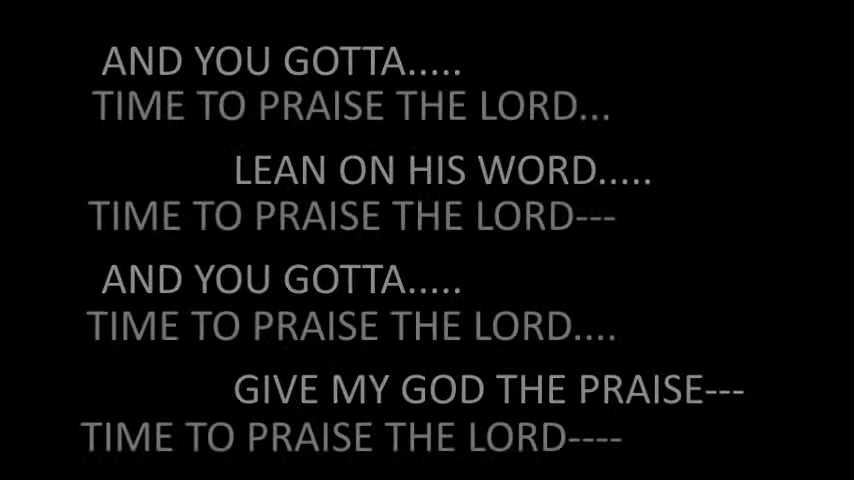 AND YOU GOTTA.....
TIME TO PRAISE THE LORD...
LEAN ON HIS WORD.....
TIME TO PRAISE THE LORD---
AND YOU GOTTA.....
TIME TO PRAISE THE LORD....
GIVE MY GOD THE PRAISE---
TIME TO PRAISE THE LORD----